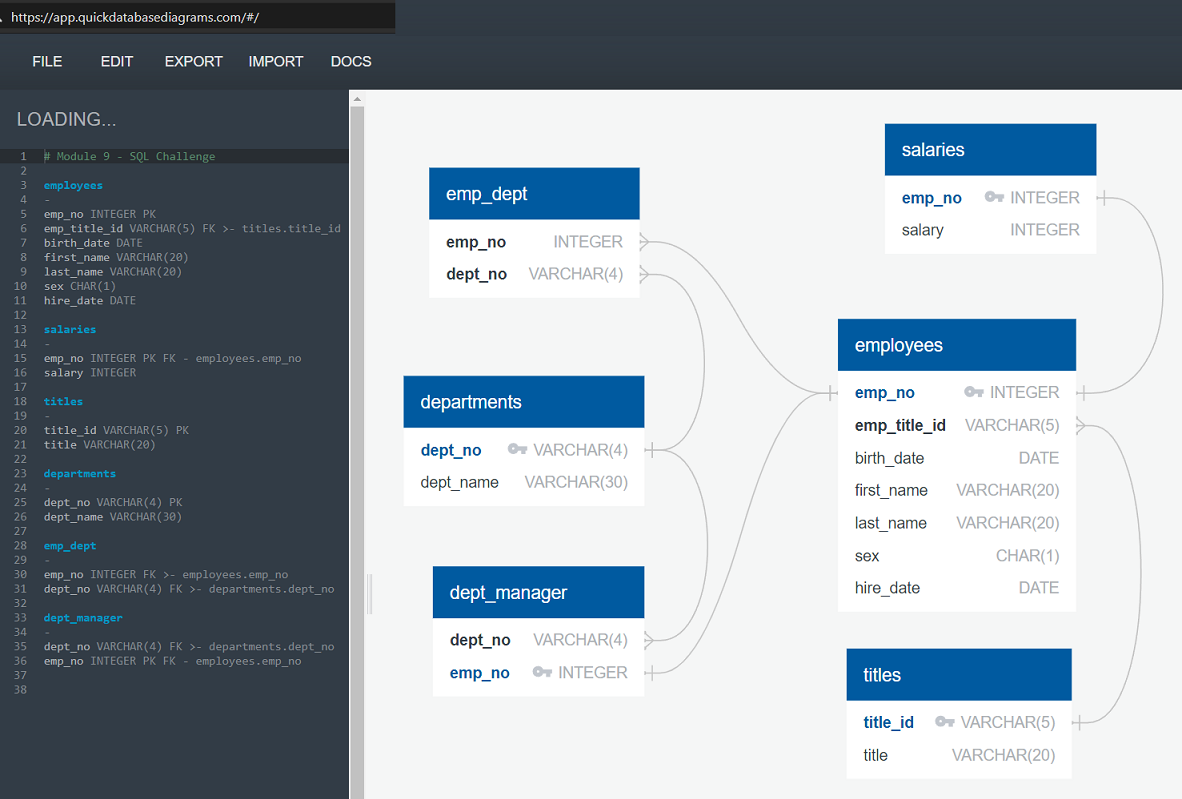 https://app.quickdatabasediagrams.com/#/
FILE EDIT EXPORT IMPORT DOCS
LOADING...
1 # Module 9 - SQL Challenge
2
3 employees
4 -
5 emp_no INTEGER PK
6 emp_title_id VARCHAR(5) FK >- titles.title_id
7 birth_date DATE
8 first_name VARCHAR(20)
9 last_name VARCHAR(20)
10 sex CHAR(1)
11 hire_date DATE
12
13 salaries
14 -
15 emp_no INTEGER PK FK - employees.emp_no
16 salary INTEGER
17
18 titles
19 -
20 title_id VARCHAR(5) PK
21 title VARCHAR(20)
22
23 departments
24 -
25 dept_no VARCHAR(4) PK
26 dept_name VARCHAR(30)
27
28 emp_dept
29 -
30 emp_no INTEGER FK >- employees.emp_no
31 dept_no VARCHAR(4) FK >- departments.dept_no
32
33 dept_manager
34 -
35 dept_no VARCHAR(4) FK >- departments.dept_no
36 emp_no INTEGER PK FK - employees.emp_no
37
38
emp_dept
emp_no INTEGER
dept_no VARCHAR(4)
departments
dept_no VARCHAR(4)
dept_name VARCHAR(30)
dept_manager
dept_no VARCHAR(4)
emp_no INTEGER
salaries
emp_no INTEGER
salary INTEGER
employees
emp_no INTEGER
emp_title_id VARCHAR(5)
birth_date DATE
first_name VARCHAR(20)
last_name VARCHAR(20)
sex CHAR(1)
hire_date DATE
titles
title_id VARCHAR(5)
title VARCHAR(20)